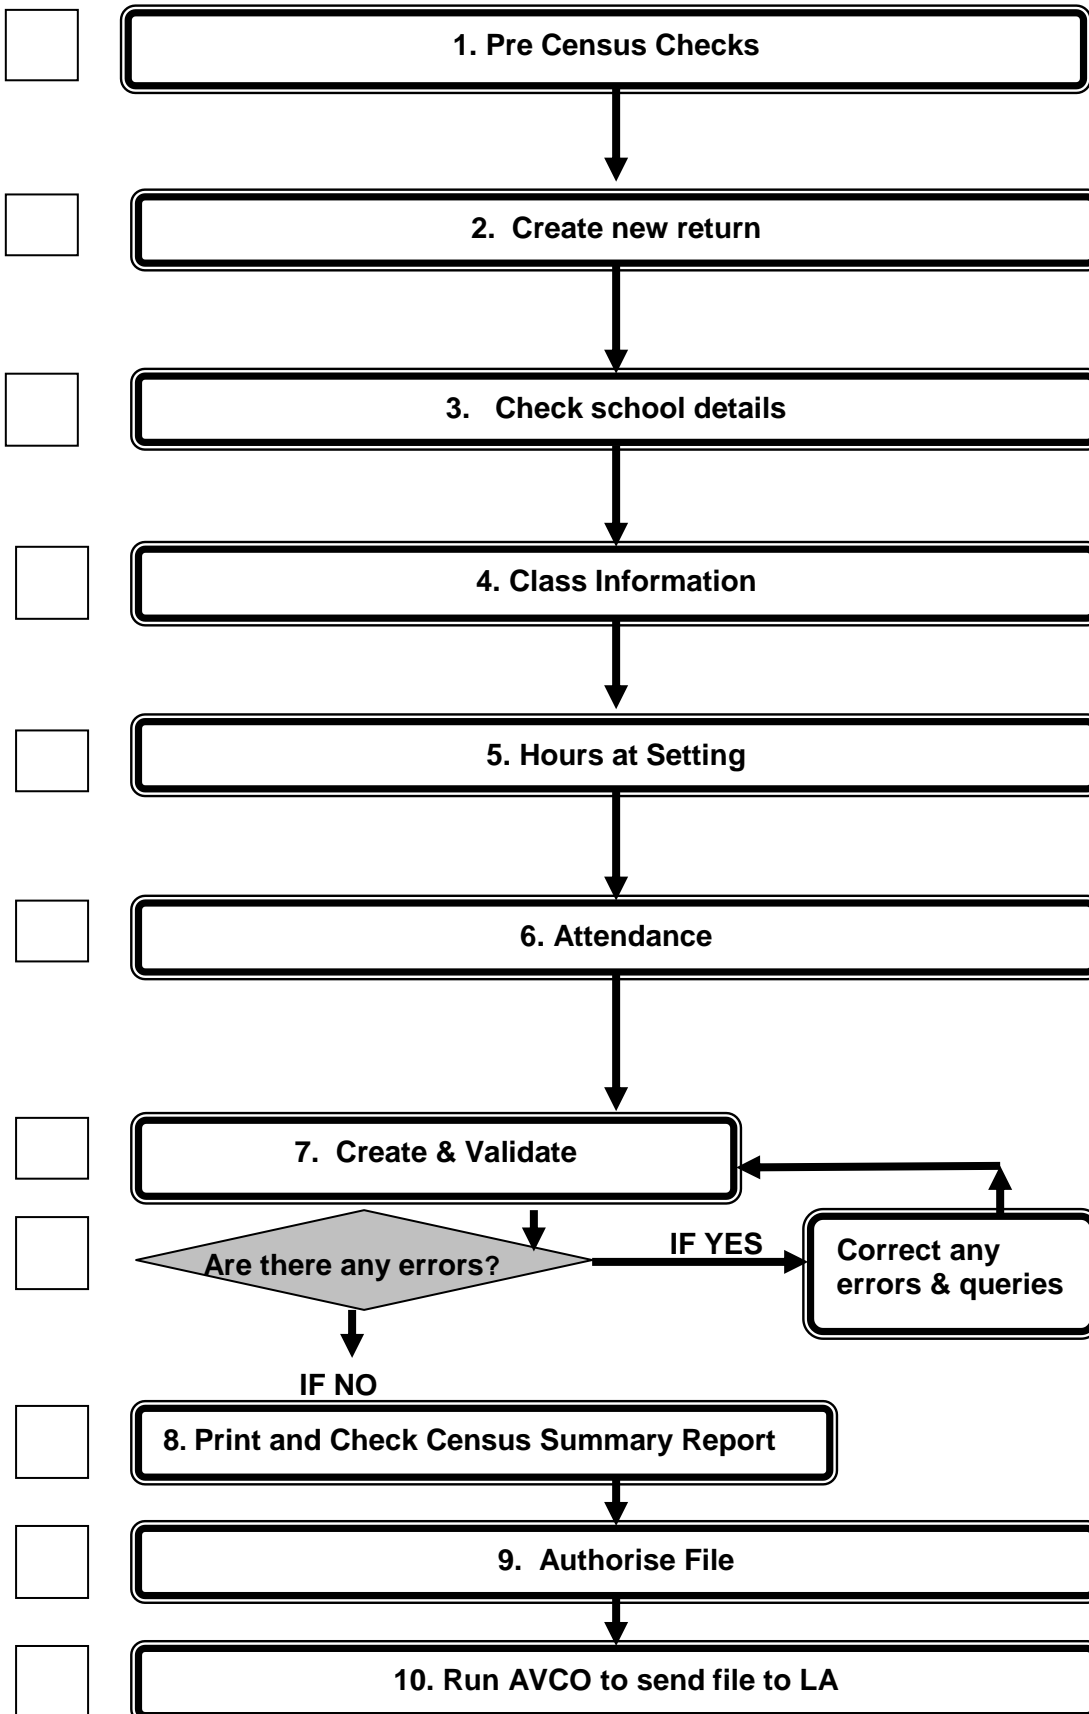 1. Pre Census Checks
2. Create new return
3. Check school details
4. Class Information
5. Hours at Setting
6. Attendance
7. Create & Validate
Are there any errors?
IF YES
Correct any
errors & queries
IF NO
8. Print and Check Census Summary Report
9. Authorise File
10. Run AVCO to send file to LA